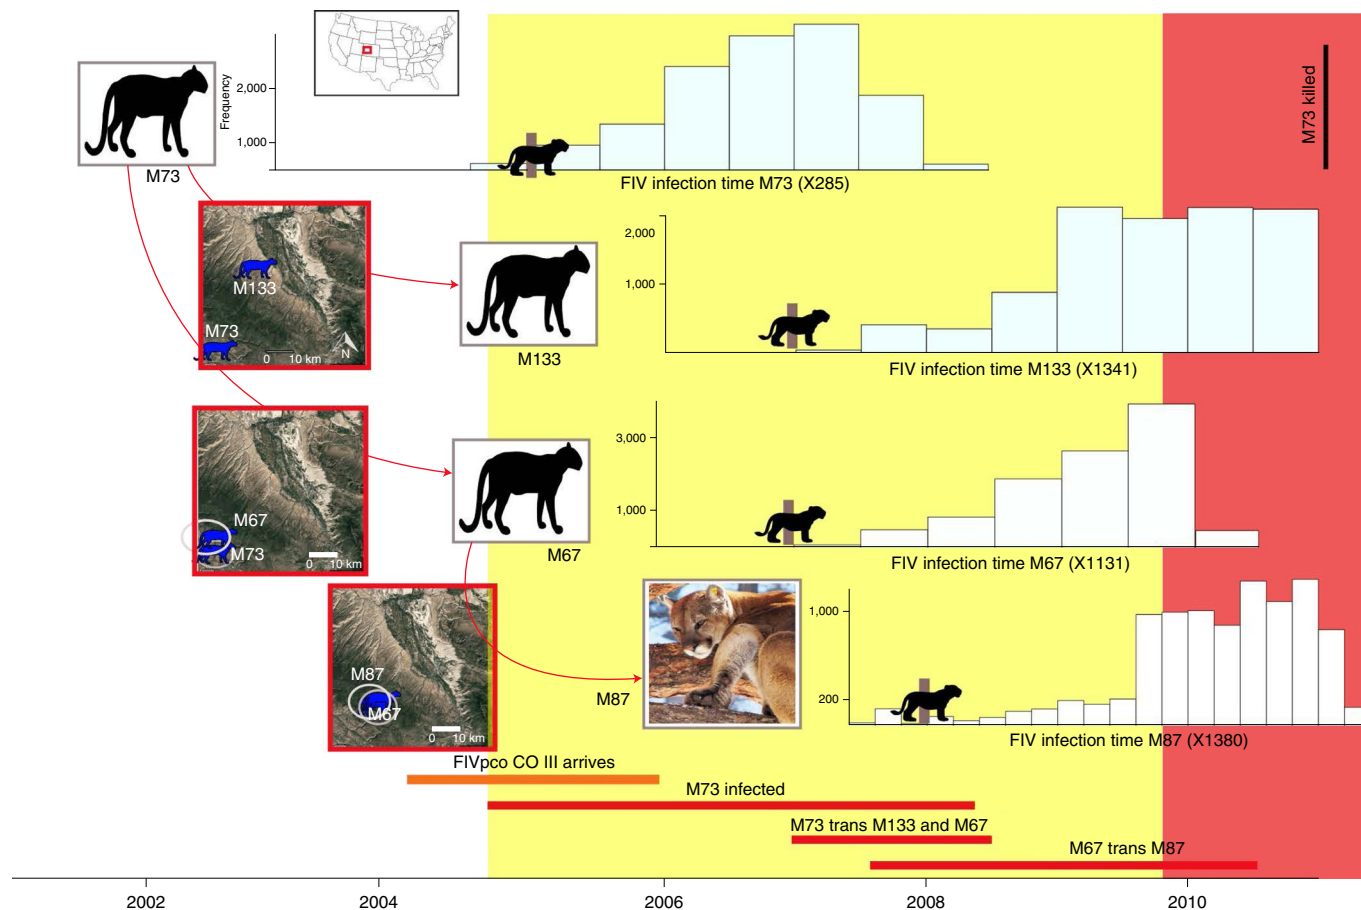 Frequency
2,000
1,000
M73
M73 killed
FIV infection time M73 (X285)
M133
M73
0 10 km
N
M133
2,000
1,000
FIV infection time M133 (X1341)
M67
M73
0 10 km
M67
3,000
1,000
FIV infection time M67 (X1131)
M87
M67
0 10 km
M87
1,000
200
FIV infection time M87 (X1380)
FIVpco CO III arrives
M73 infected
M73 trans M133 and M67
M67 trans M87
2002 2004 2006 2008 2010